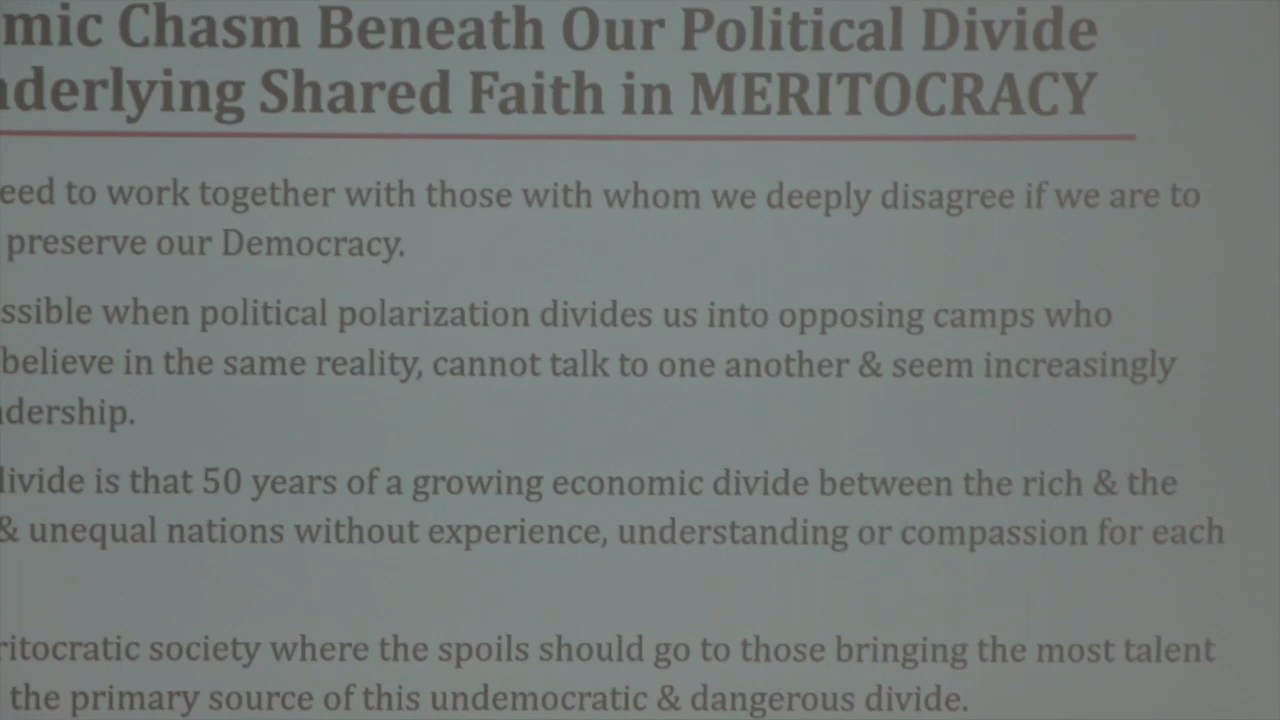 mic Chasm Beneath Our Political Divide
nderlying Shared Faith in MERITOCRACY
eed to work together with those with whom we deeply disagree if we are to
preserve our Democracy.
ssible when political polarization divides us into opposing camps who
believe in the same reality, cannot talk to one another & seem increasingly
dership.
divide is that 50 years of a growing economic divide between the rich & the
& unequal nations without experience, understanding or compassion for each
ritocratic society where the spoils should go to those bringing the most talent
the primary source of this undemocratic & dangerous divide.